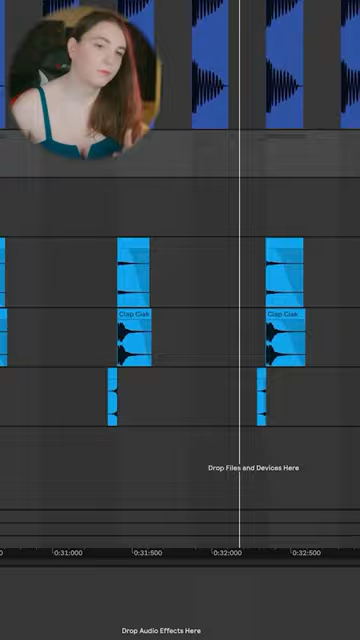 Clap Clak
Clap Clak
Drop Files and Devices Here
0:31:000
0:31:500
0:32:000
0:32:500
Drop Audio Effects Here